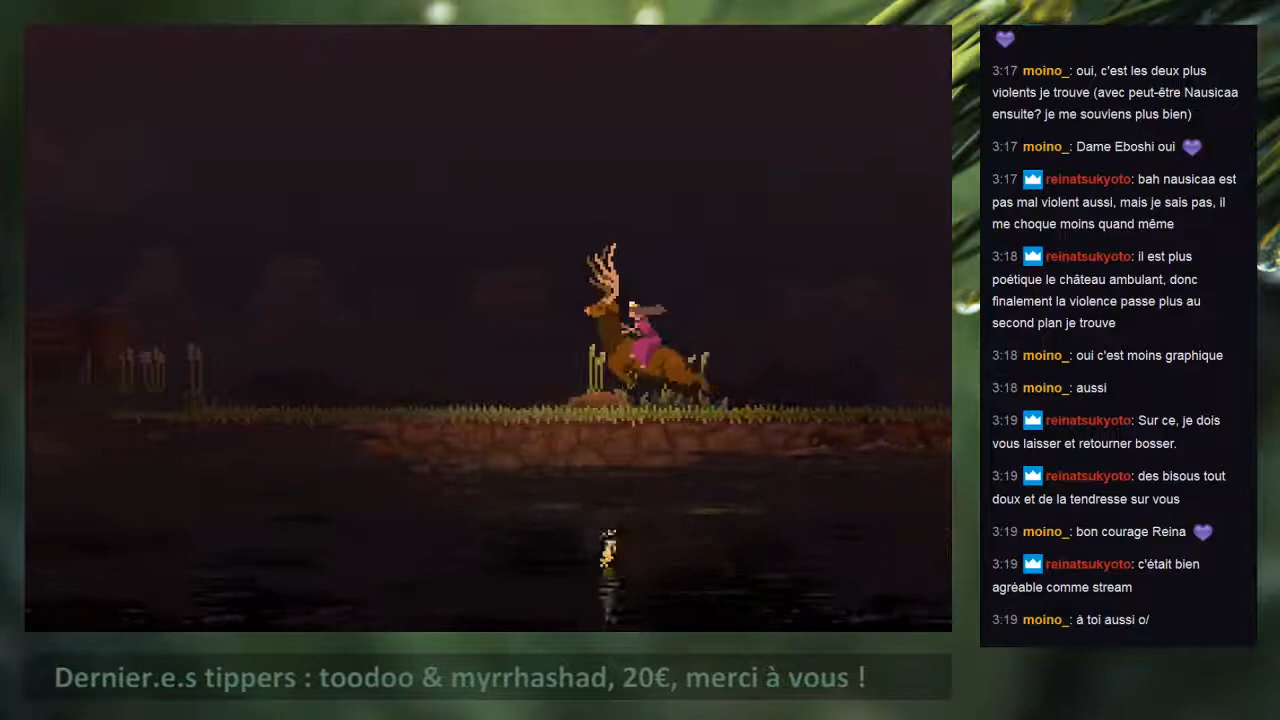 3:17 moino_: oui, c'est les deux plus
violents je trouve (avec peut-être Nausicaa
ensuite? je me souviens plus bien)
3:17 moino_: Dame Eboshi oui
3:17 reinatsukyoto: bah nausicaa est
pas mal violent aussi, mais je sais pas, il
me choque moins quand même
3:18 reinatsukyoto: il est plus
poétique le château ambulant, donc
finalement la violence passe plus au
second plan je trouve
3:18 moino_: oui c'est moins graphique
3:18 moino_: aussi
3:19 reinatsukyoto: Sur ce, je dois
vous laisser et retourner bosser.
3:19 reinatsukyoto: des bisous tout
doux et de la tendresse sur vous
3:19 moino_: bon courage Reina
3:19 reinatsukyoto: c'était bien
agréable comme stream
3:19 moino_: à toi aussi o/
Dernier.e.s tippers : toodoo & myrrhashad, 20€, merci à vous !